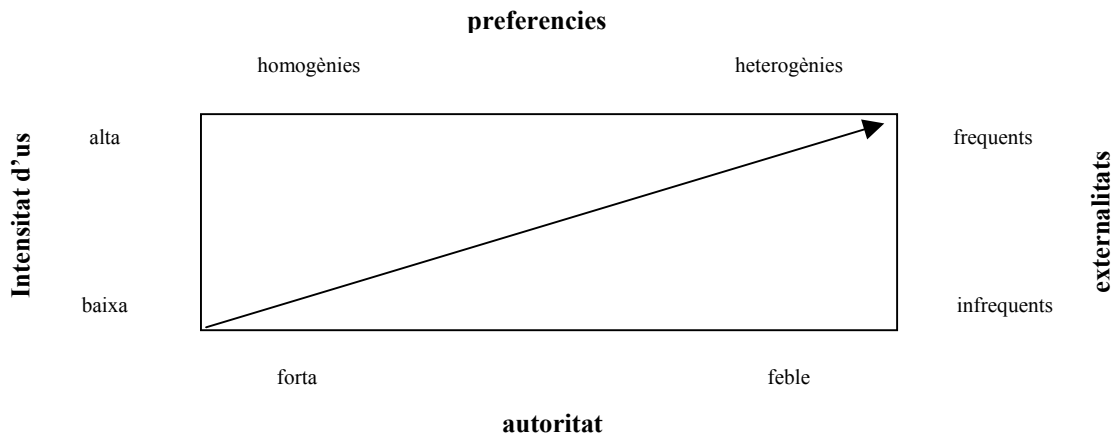 preferencies
homogènies
heterogènies
Intensitat d’us
alta
frequents
externalitats
baixa
infrequents
forta
feble
autoritat